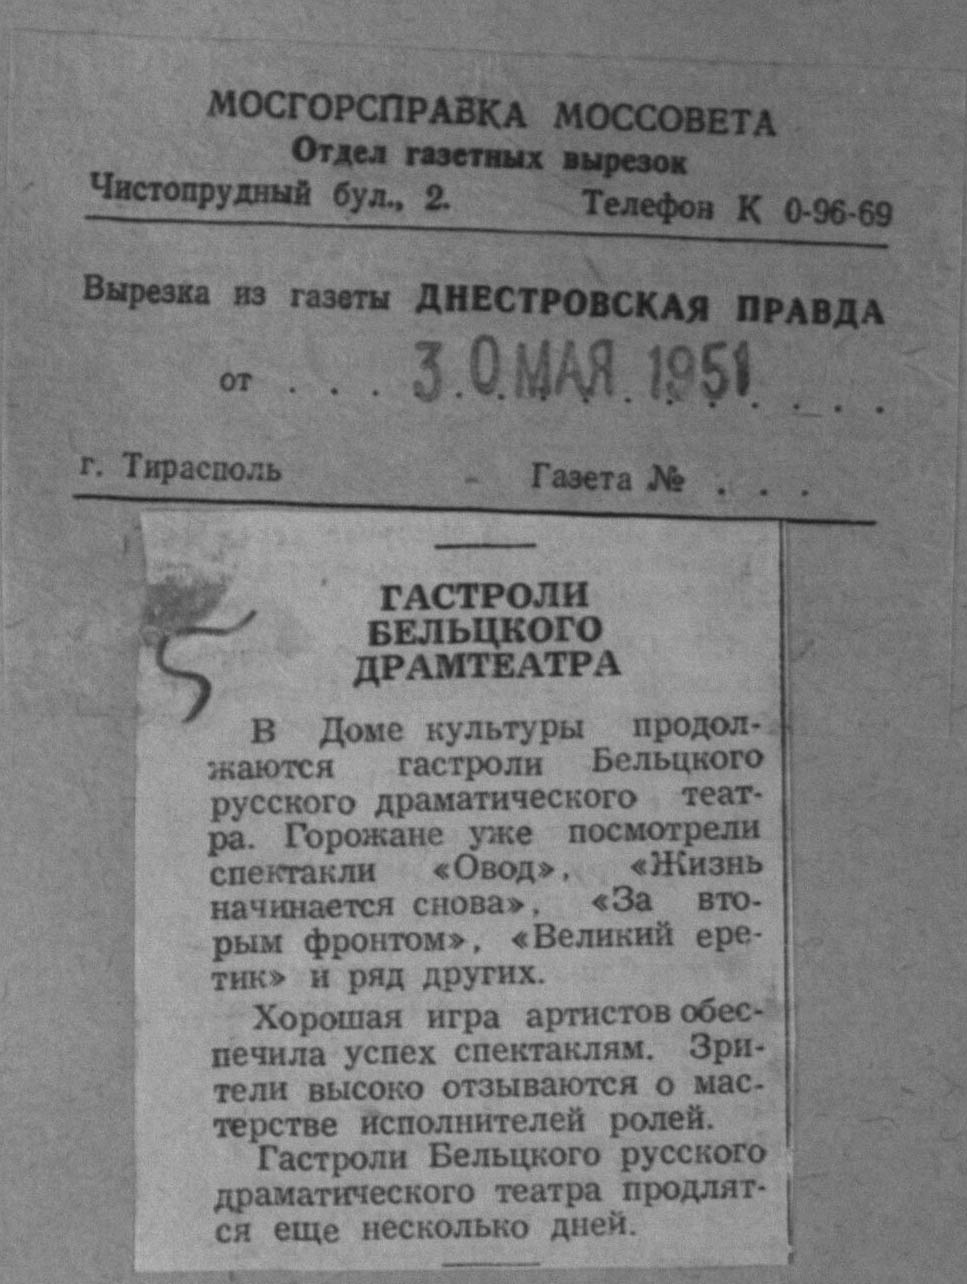 МОСГОРСПРАВКА МОССОВЕТА
Отдел газетных вырезок
Чистопрудный бул., 2. Телефон К 0-96-69
Вырезка из газеты ДНЕСТРОВСКАЯ ПРАВДА
от . . . 30 МАЯ 1951 . . .
г. Тирасполь - Газета № . . .
ГАСТРОЛИ
БЕЛЬЦКОГО
ДРАМТЕАТРА
В Доме культуры продол-
жаются гастроли Бельцкого
русского драматического теат-
ра. Горожане уже посмотрели
спектакли «Овод», «Жизнь
начинается снова», «За вто-
рым фронтом», «Великий ере-
тик» и ряд других.
Хорошая игра артистов обес-
печила успех спектаклям. Зри-
тели высоко отзываются о мас-
терстве исполнителей ролей.
Гастроли Бельцкого русского
драматического театра продлят-
ся еще несколько дней.